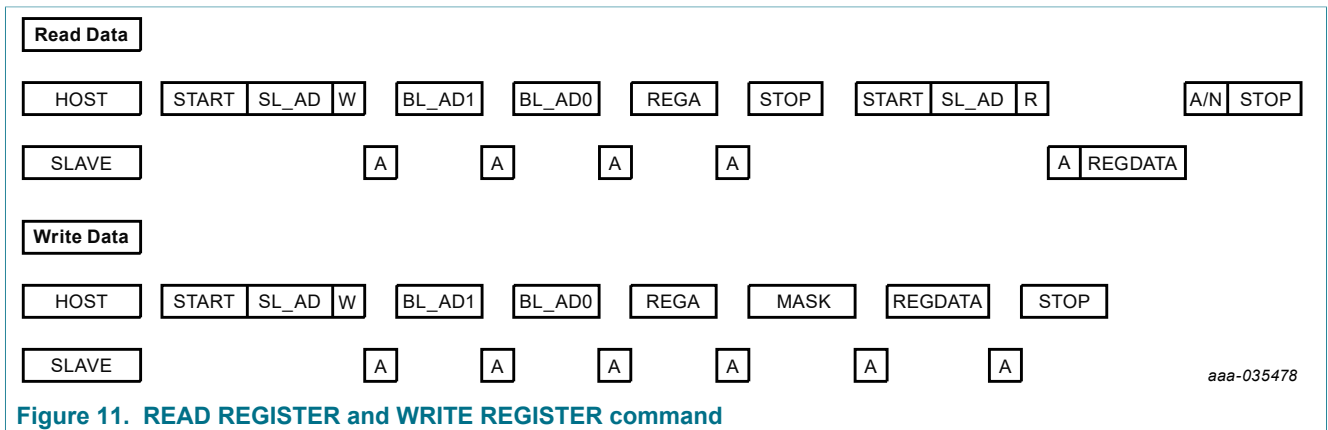 Read Data
HOST START SL_AD W BL_AD1 BL_AD0 REGA STOP START SL_AD R A/N STOP
SLAVE A A A A A REGDATA
Write Data
HOST START SL_AD W BL_AD1 BL_AD0 REGA MASK REGDATA STOP
SLAVE A A A A A A
aaa-035478
Figure 11. READ REGISTER and WRITE REGISTER command